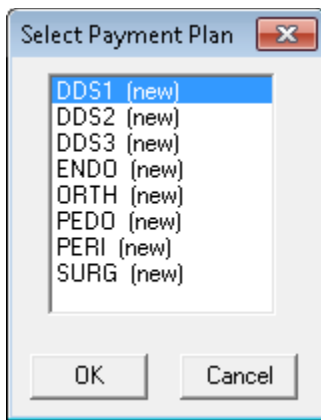 Select Payment Plan
DDS1 (new)
DDS2 (new)
DDS3 (new)
ENDO (new)
ORTH (new)
PEDO (new)
PERI (new)
SURG (new)
OK
Cancel